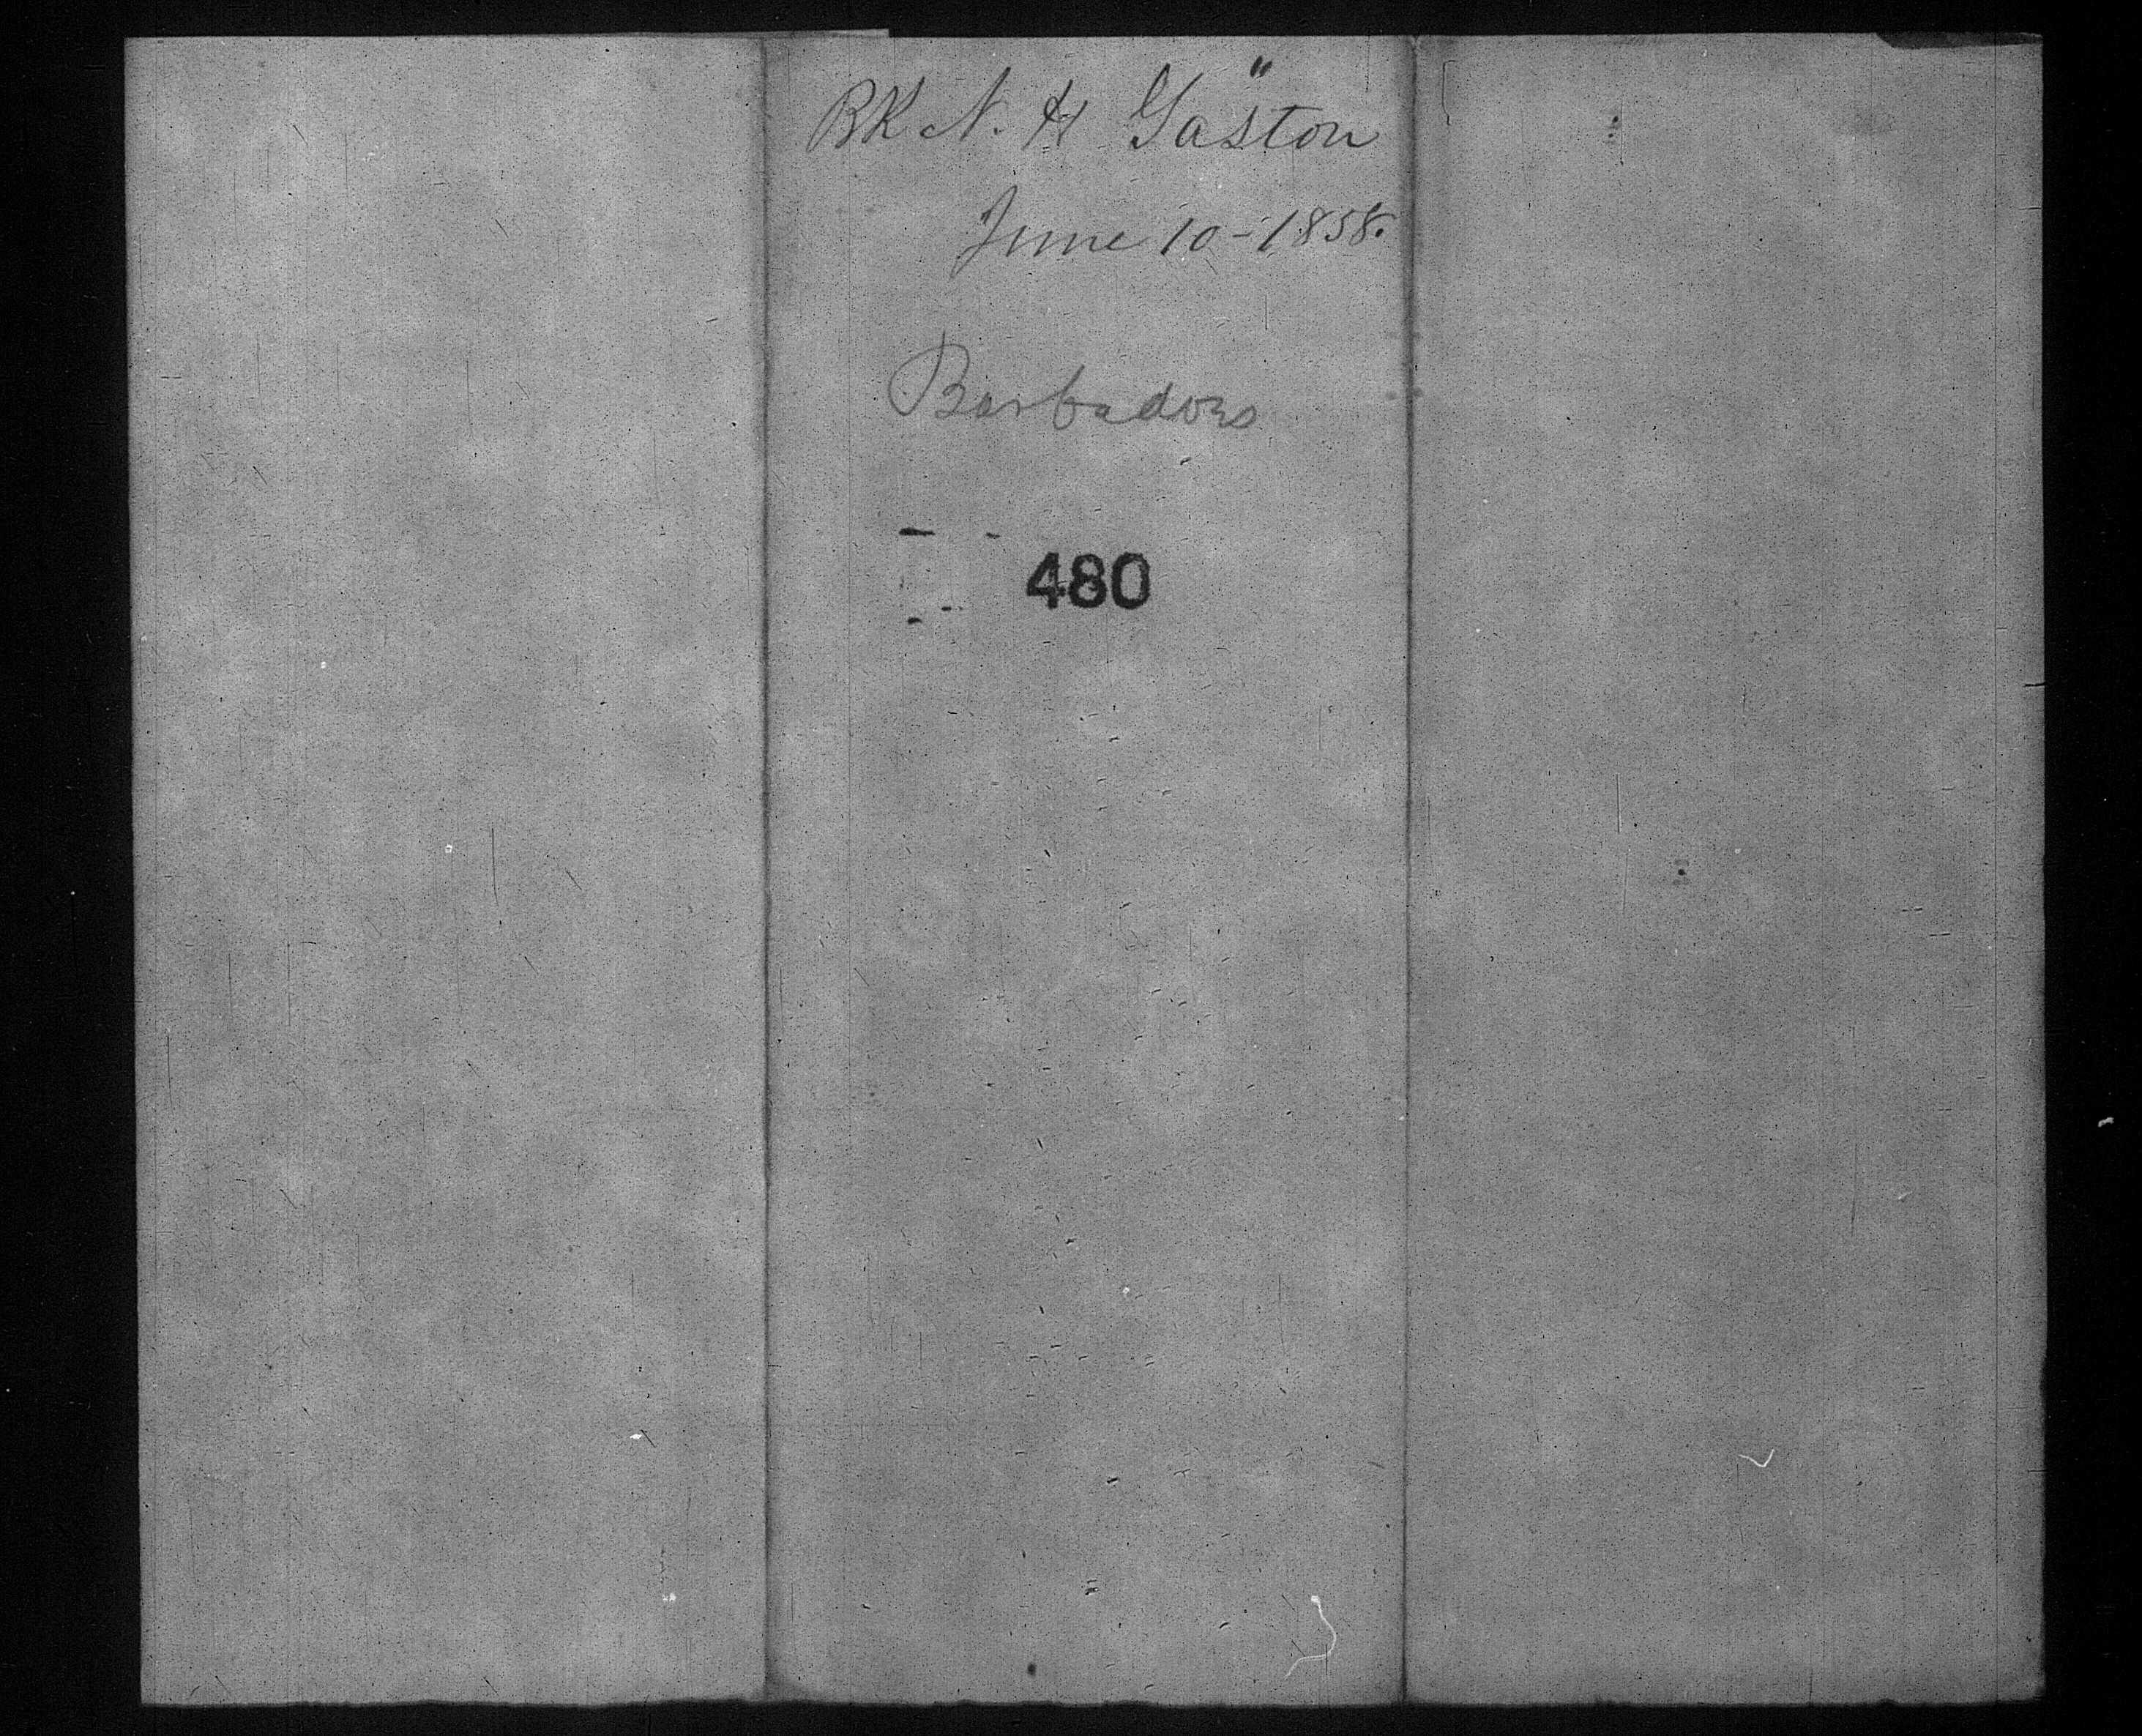 BK N. H Gaston "
June 10-1858.
Barbadoes
480